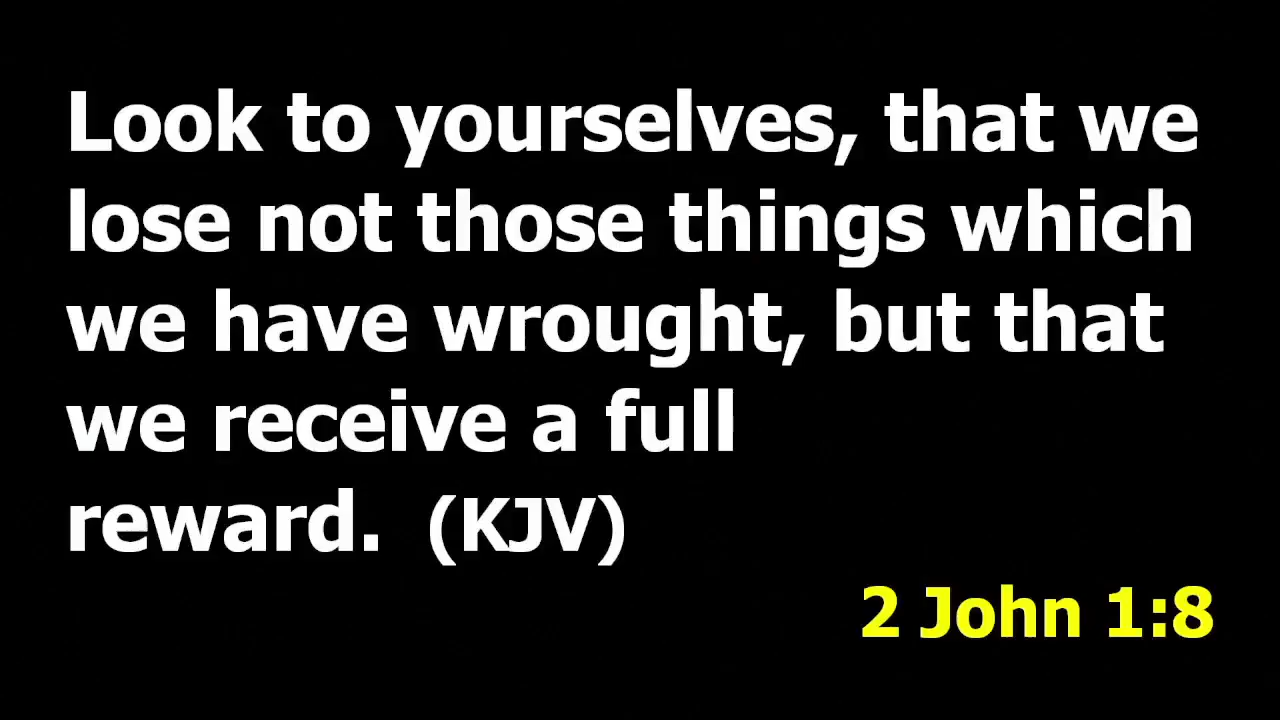 Look to yourselves, that we
lose not those things which
we have wrought, but that
we receive a full
reward. (KJV)
2 John 1:8